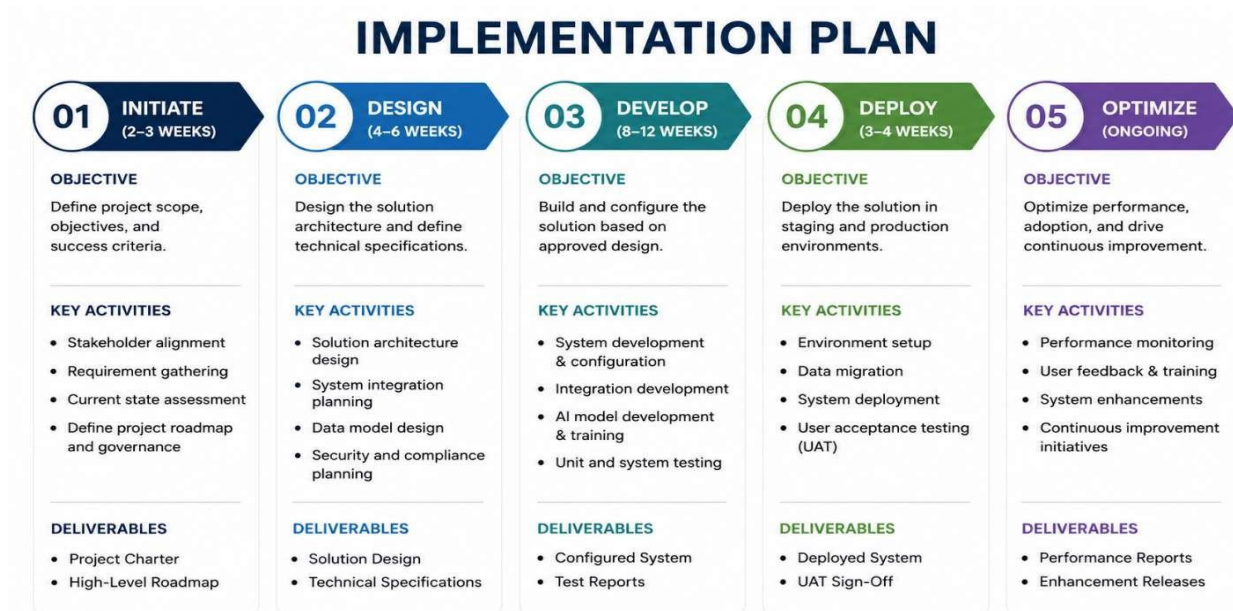 IMPLEMENTATION PLAN
01
INITIATE
(2–3 WEEKS)
OBJECTIVE
Define project scope,
objectives, and
success criteria.
KEY ACTIVITIES
• Stakeholder alignment
• Requirement gathering
• Current state assessment
• Define project roadmap
and governance
DELIVERABLES
• Project Charter
• High-Level Roadmap
02
DESIGN
(4–6 WEEKS)
OBJECTIVE
Design the solution
architecture and define
technical specifications.
KEY ACTIVITIES
• Solution architecture
design
• System integration
planning
• Data model design
• Security and compliance
planning
DELIVERABLES
• Solution Design
• Technical Specifications
03
DEVELOP
(8–12 WEEKS)
OBJECTIVE
Build and configure the
solution based on
approved design.
KEY ACTIVITIES
• System development
& configuration
• Integration development
• AI model development
& training
• Unit and system testing
DELIVERABLES
• Configured System
• Test Reports
04
DEPLOY
(3–4 WEEKS)
OBJECTIVE
Deploy the solution in
staging and production
environments.
KEY ACTIVITIES
• Environment setup
• Data migration
• System deployment
• User acceptance testing
(UAT)
DELIVERABLES
• Deployed System
• UAT Sign-Off
05
OPTIMIZE
(ONGOING)
OBJECTIVE
Optimize performance,
adoption, and drive
continuous improvement.
KEY ACTIVITIES
• Performance monitoring
• User feedback & training
• System enhancements
• Continuous improvement
initiatives
DELIVERABLES
• Performance Reports
• Enhancement Releases